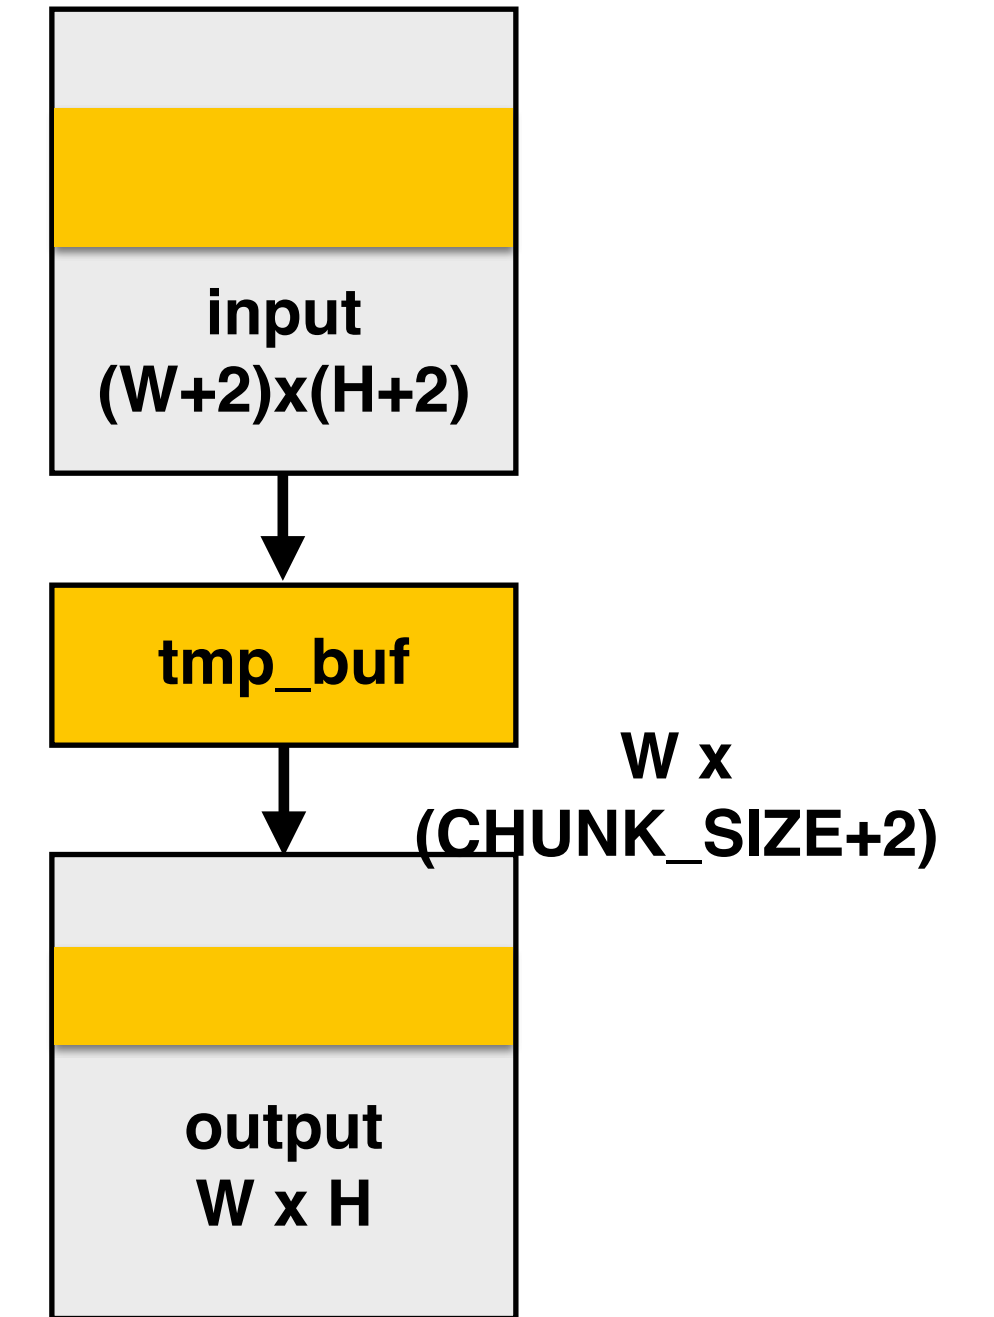 input
(W+2)x(H+2)
tmp_buf
W x
(CHUNK_SIZE+2)
output
W x H